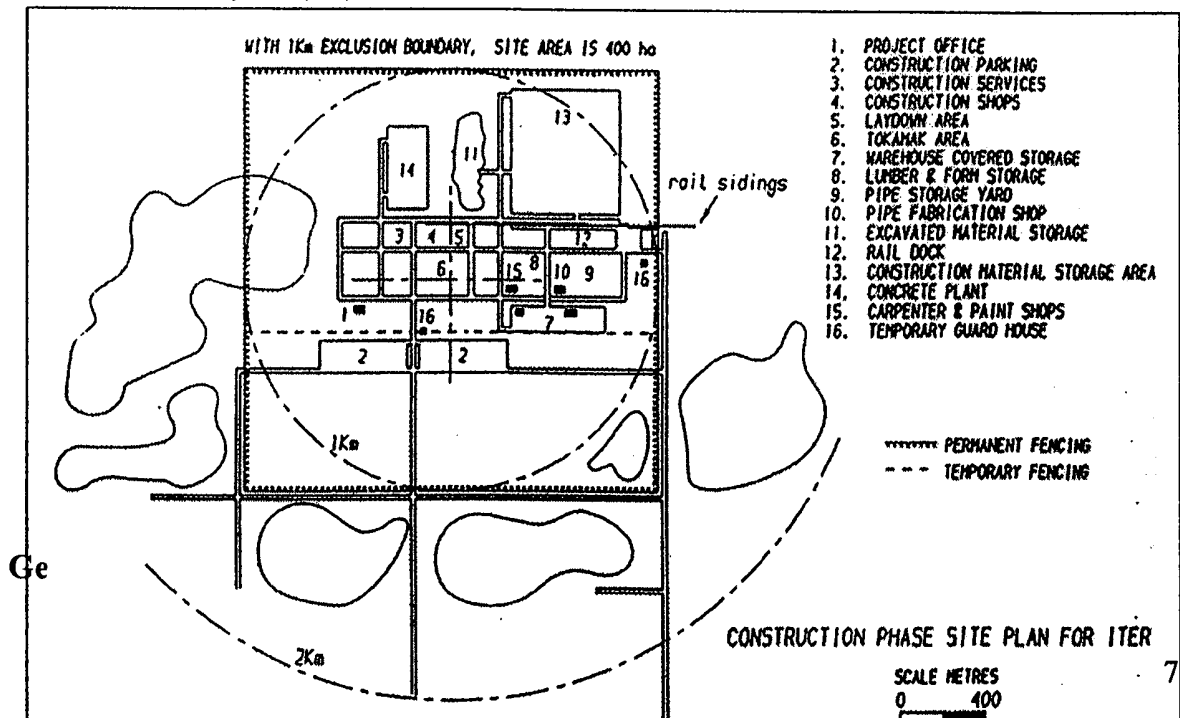 WITH 1Km EXCLUSION BOUNDARY, SITE AREA IS 400 ha
1. PROJECT OFFICE
2. CONSTRUCTION PARKING
3. CONSTRUCTION SERVICES
4. CONSTRUCTION SHOPS
5. LAYDOWN AREA
6. TOKAMAK AREA
7. WAREHOUSE COVERED STORAGE
8. LUMBER & FORM STORAGE
9. PIPE STORAGE YARD
10. PIPE FABRICATION SHOP
11. EXCAVATED MATERIAL STORAGE
12. RAIL DOCK
13. CONSTRUCTION MATERIAL STORAGE AREA
14. CONCRETE PLANT
15. CARPENTER & PAINT SHOPS
16. TEMPORARY GUARD HOUSE
13
11
14
rail sidings
3 4 5 12
6 15 8 10 9 16
1 16 7
2 2
1Km
PERMANENT FENCING
TEMPORARY FENCING
Ge
2Km
CONSTRUCTION PHASE SITE PLAN FOR ITER
SCALE METRES
0 400
7